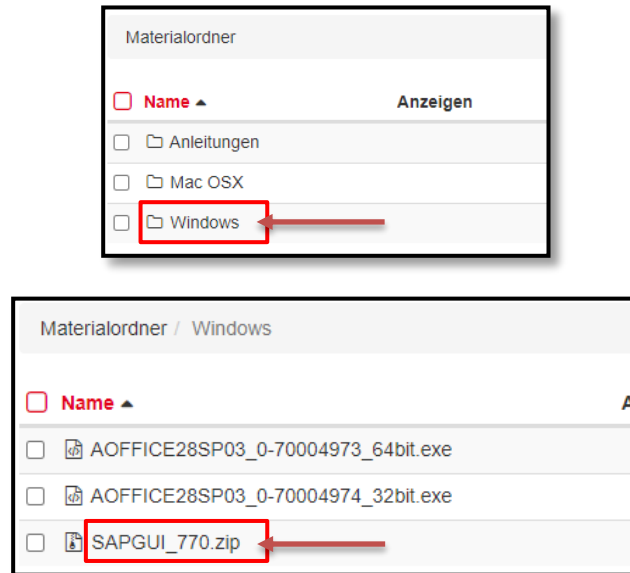 Materialordner
Name Anzeigen
Anleitungen
Mac OSX
Windows
Materialordner / Windows
Name A
AOFFICE28SP03_0-70004973_64bit.exe
AOFFICE28SP03_0-70004974_32bit.exe
SAPGUI_770.zip